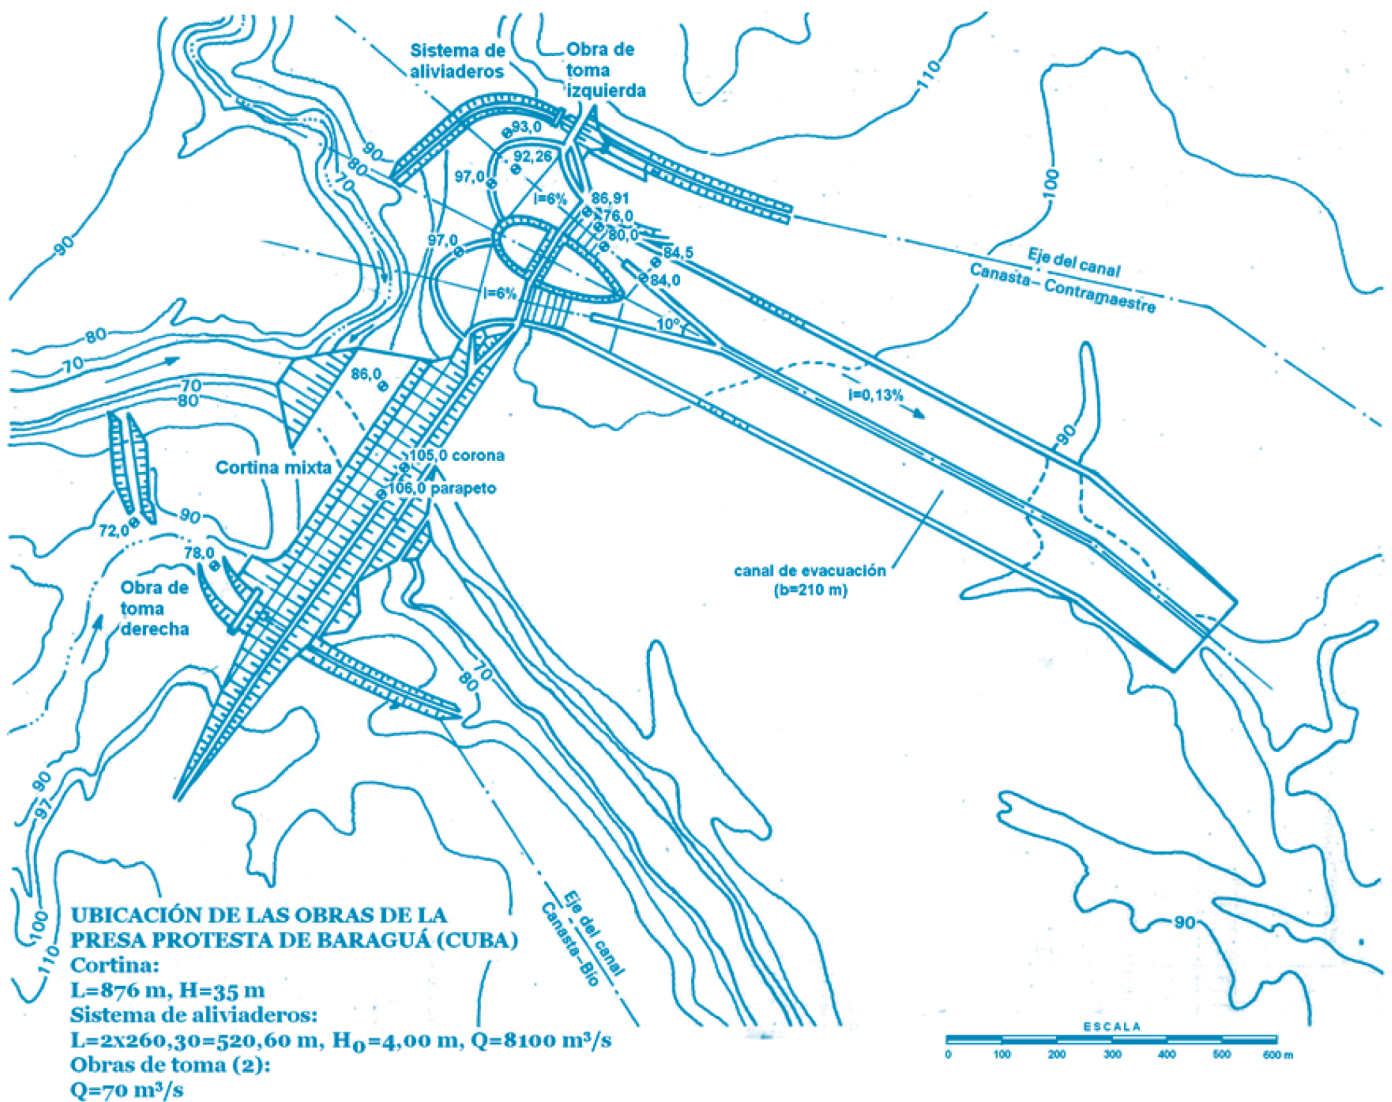 110
Sistema de
aliviaderos
Obra de
toma
izquierda
93,0
90
80
70
92,26
97,0
i=6%
86,91
76,0
80,0
100
90
97,0
84,5
84,0
Eje del canal
Canasta–Contramaestre
i=6%
10°
80
70
70
80
86,0
i=0,13%
90
Cortina mixta
105,0 corona
106,0 parapeto
72,0
90
78,0
canal de evacuación
(b=210 m)
Obra de
toma
derecha
70
80
90
97
Eje del canal
Canasta–Bio
100
110
90
UBICACIÓN DE LAS OBRAS DE LA
PRESA PROTESTA DE BARAGUÁ (CUBA)
Cortina:
L=876 m, H=35 m
Sistema de aliviaderos:
L=2x260,30=520,60 m, H₀=4,00 m, Q=8100 m³/s
Obras de toma (2):
Q=70 m³/s
ESCALA
0 100 200 300 400 500 600 m